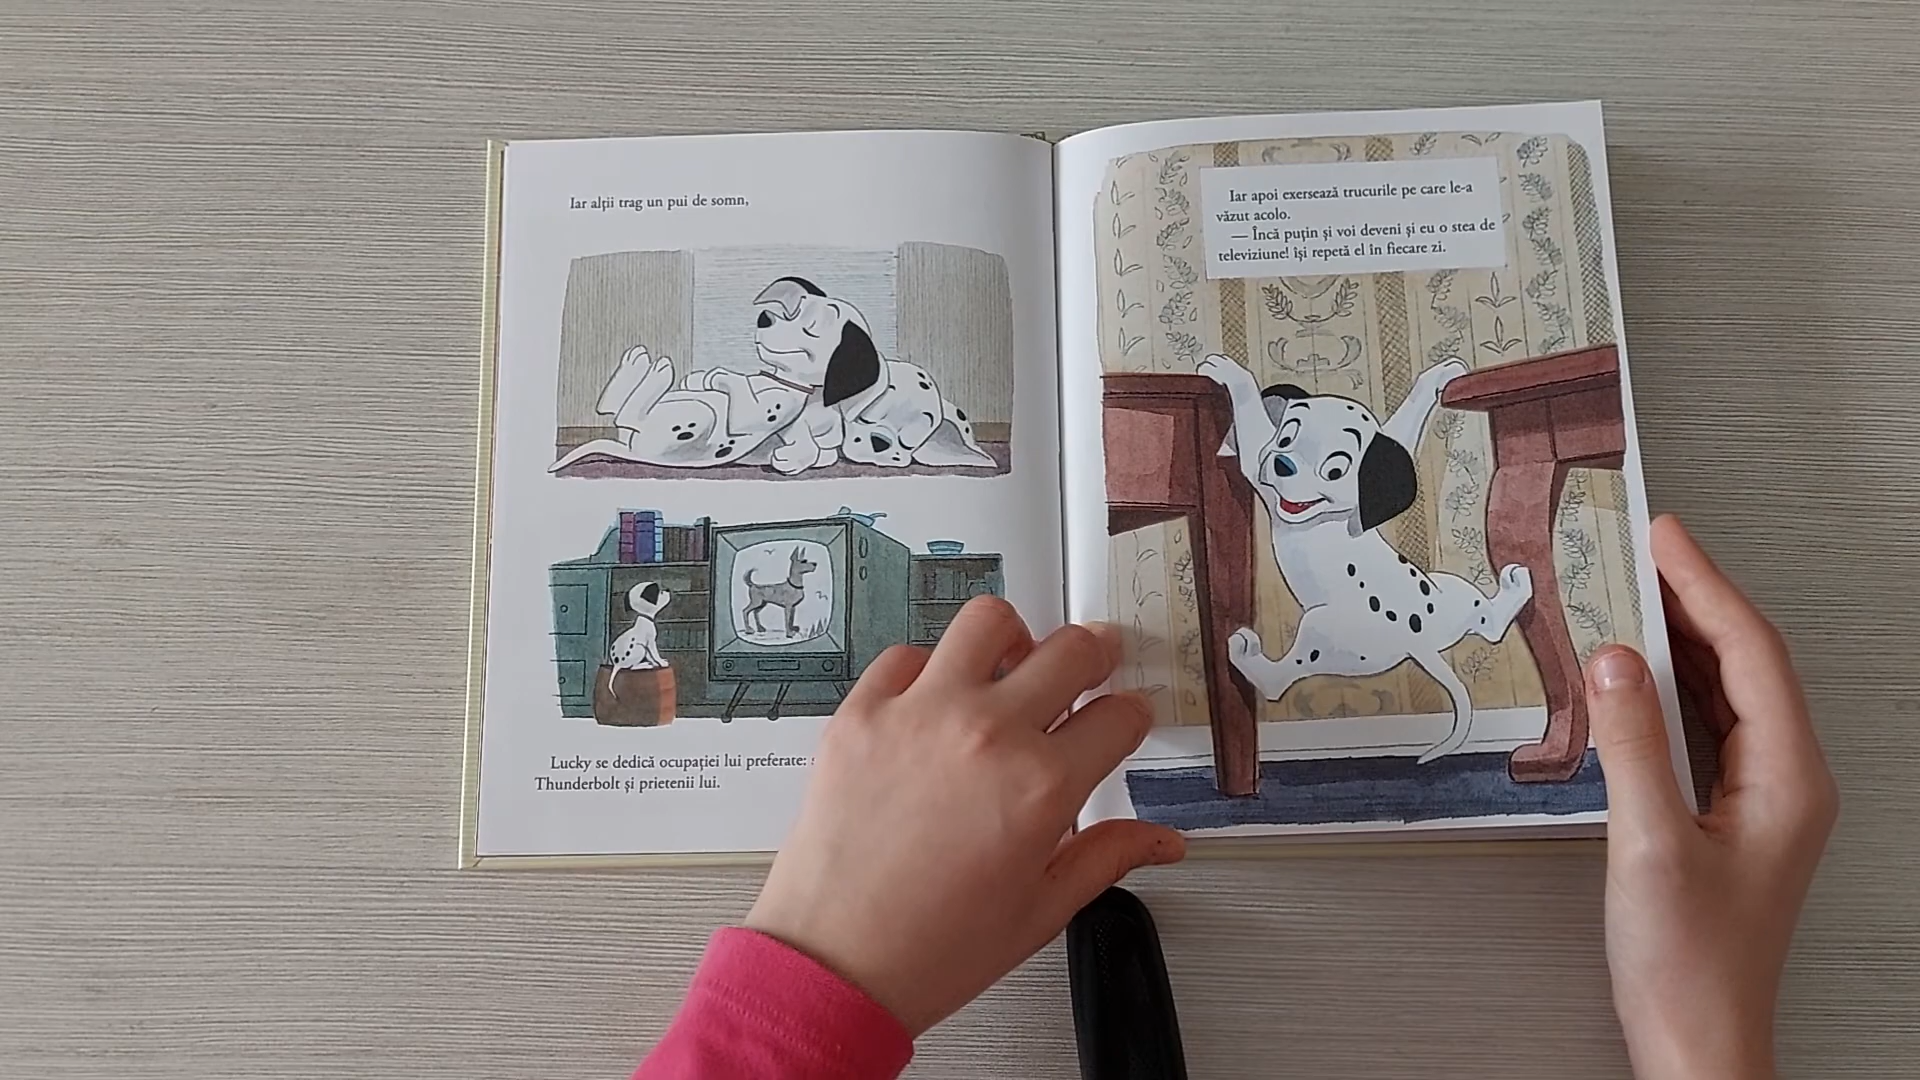 Iar alții trag un pui de somn,
Lucky se dedică ocupației lui preferate:
Thunderbolt și prietenii lui.
Iar apoi exersează trucurile pe care le-a
văzut acolo.
— Încă puțin și voi deveni și eu o stea de
televiziune! își repetă el în fiecare zi.